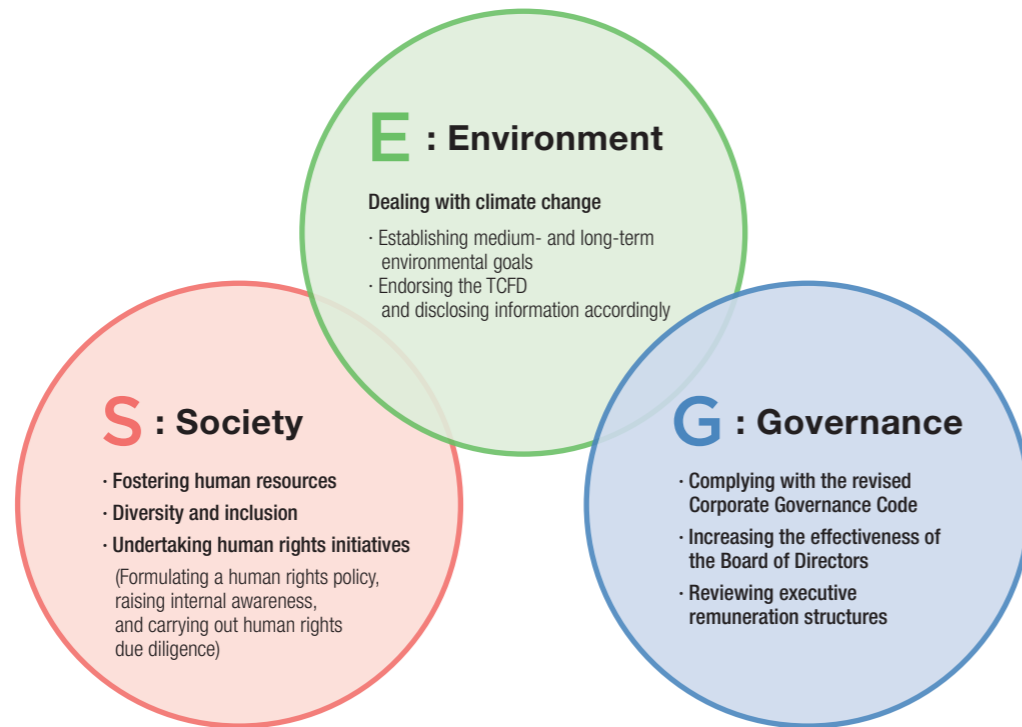 E : Environment
Dealing with climate change
· Establishing medium- and long-term
environmental goals
· Endorsing the TCFD
and disclosing information accordingly
S : Society
· Fostering human resources
· Diversity and inclusion
· Undertaking human rights initiatives
(Formulating a human rights policy,
raising internal awareness,
and carrying out human rights
due diligence)
G : Governance
· Complying with the revised
Corporate Governance Code
· Increasing the effectiveness of
the Board of Directors
· Reviewing executive
remuneration structures